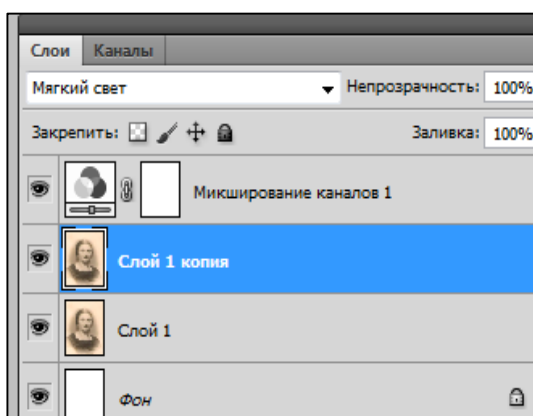 Слои Каналы
Мягкий свет Непрозрачность: 100%
Закрепить: Заливка: 100%
Микширование каналов 1
Слой 1 копия
Слой 1
Фон